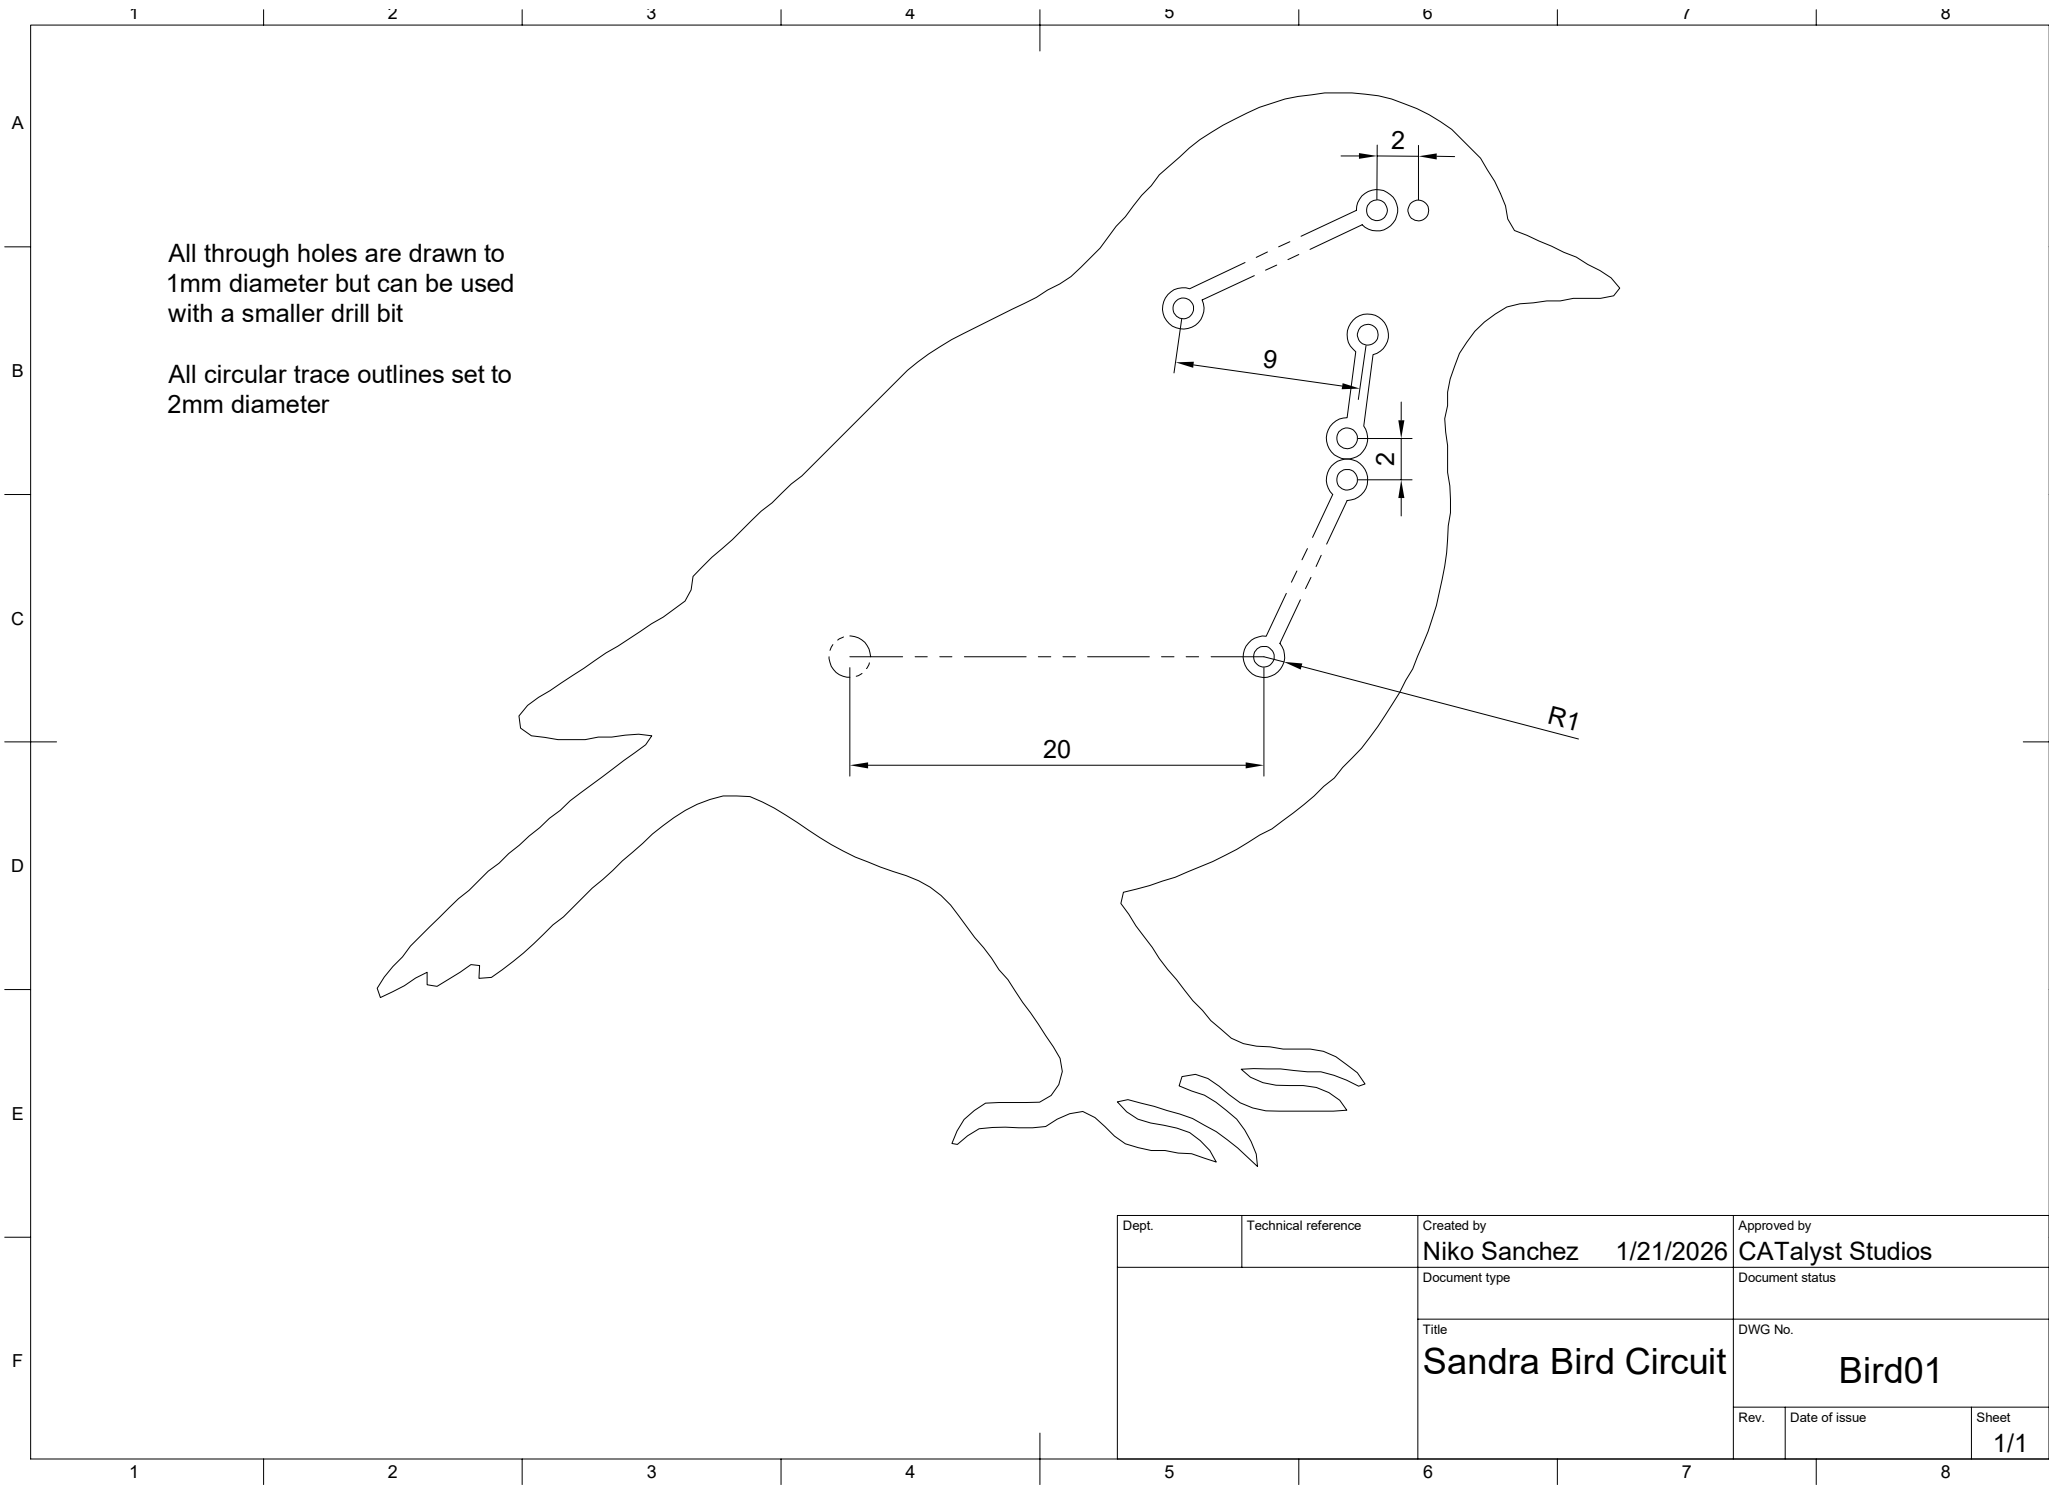 1 2 3 4 5 6 7 8
A
2
All through holes are drawn to
1mm diameter but can be used
with a smaller drill bit
B
9
All circular trace outlines set to
2mm diameter
2
C
R1
20
D
E
F
Dept.
Technical reference
Created by
Niko Sanchez 1/21/2026
Approved by
CATalyst Studios
Document type
Document status
Title
Sandra Bird Circuit
DWG No.
Bird01
Rev.
Date of issue
Sheet
1/1
1 2 3 4 5 6 7 8